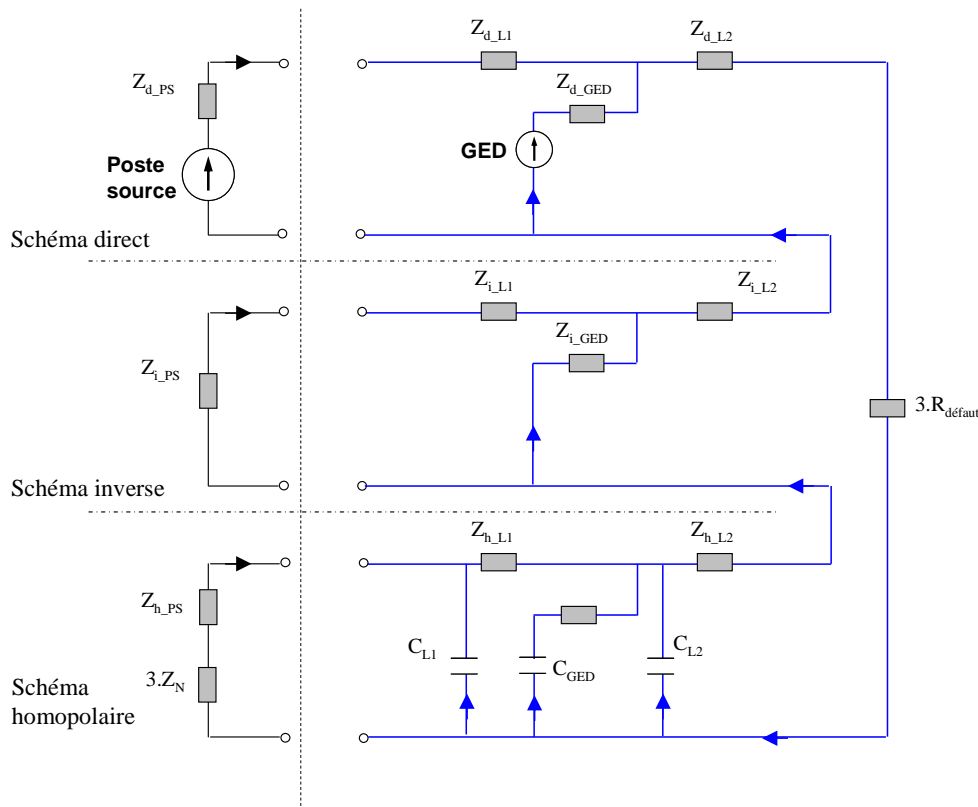 Z_d_L1
Z_d_L2
Z_d_PS
Z_d_GED
Poste
source
GED
Schéma direct
Z_i_L1
Z_i_L2
Z_i_GED
Z_i_PS
3.R_défaut
Schéma inverse
Z_h_L1
Z_h_L2
Z_h_PS
C_L1
C_GED
C_L2
3.Z_N
Schéma
homopolaire